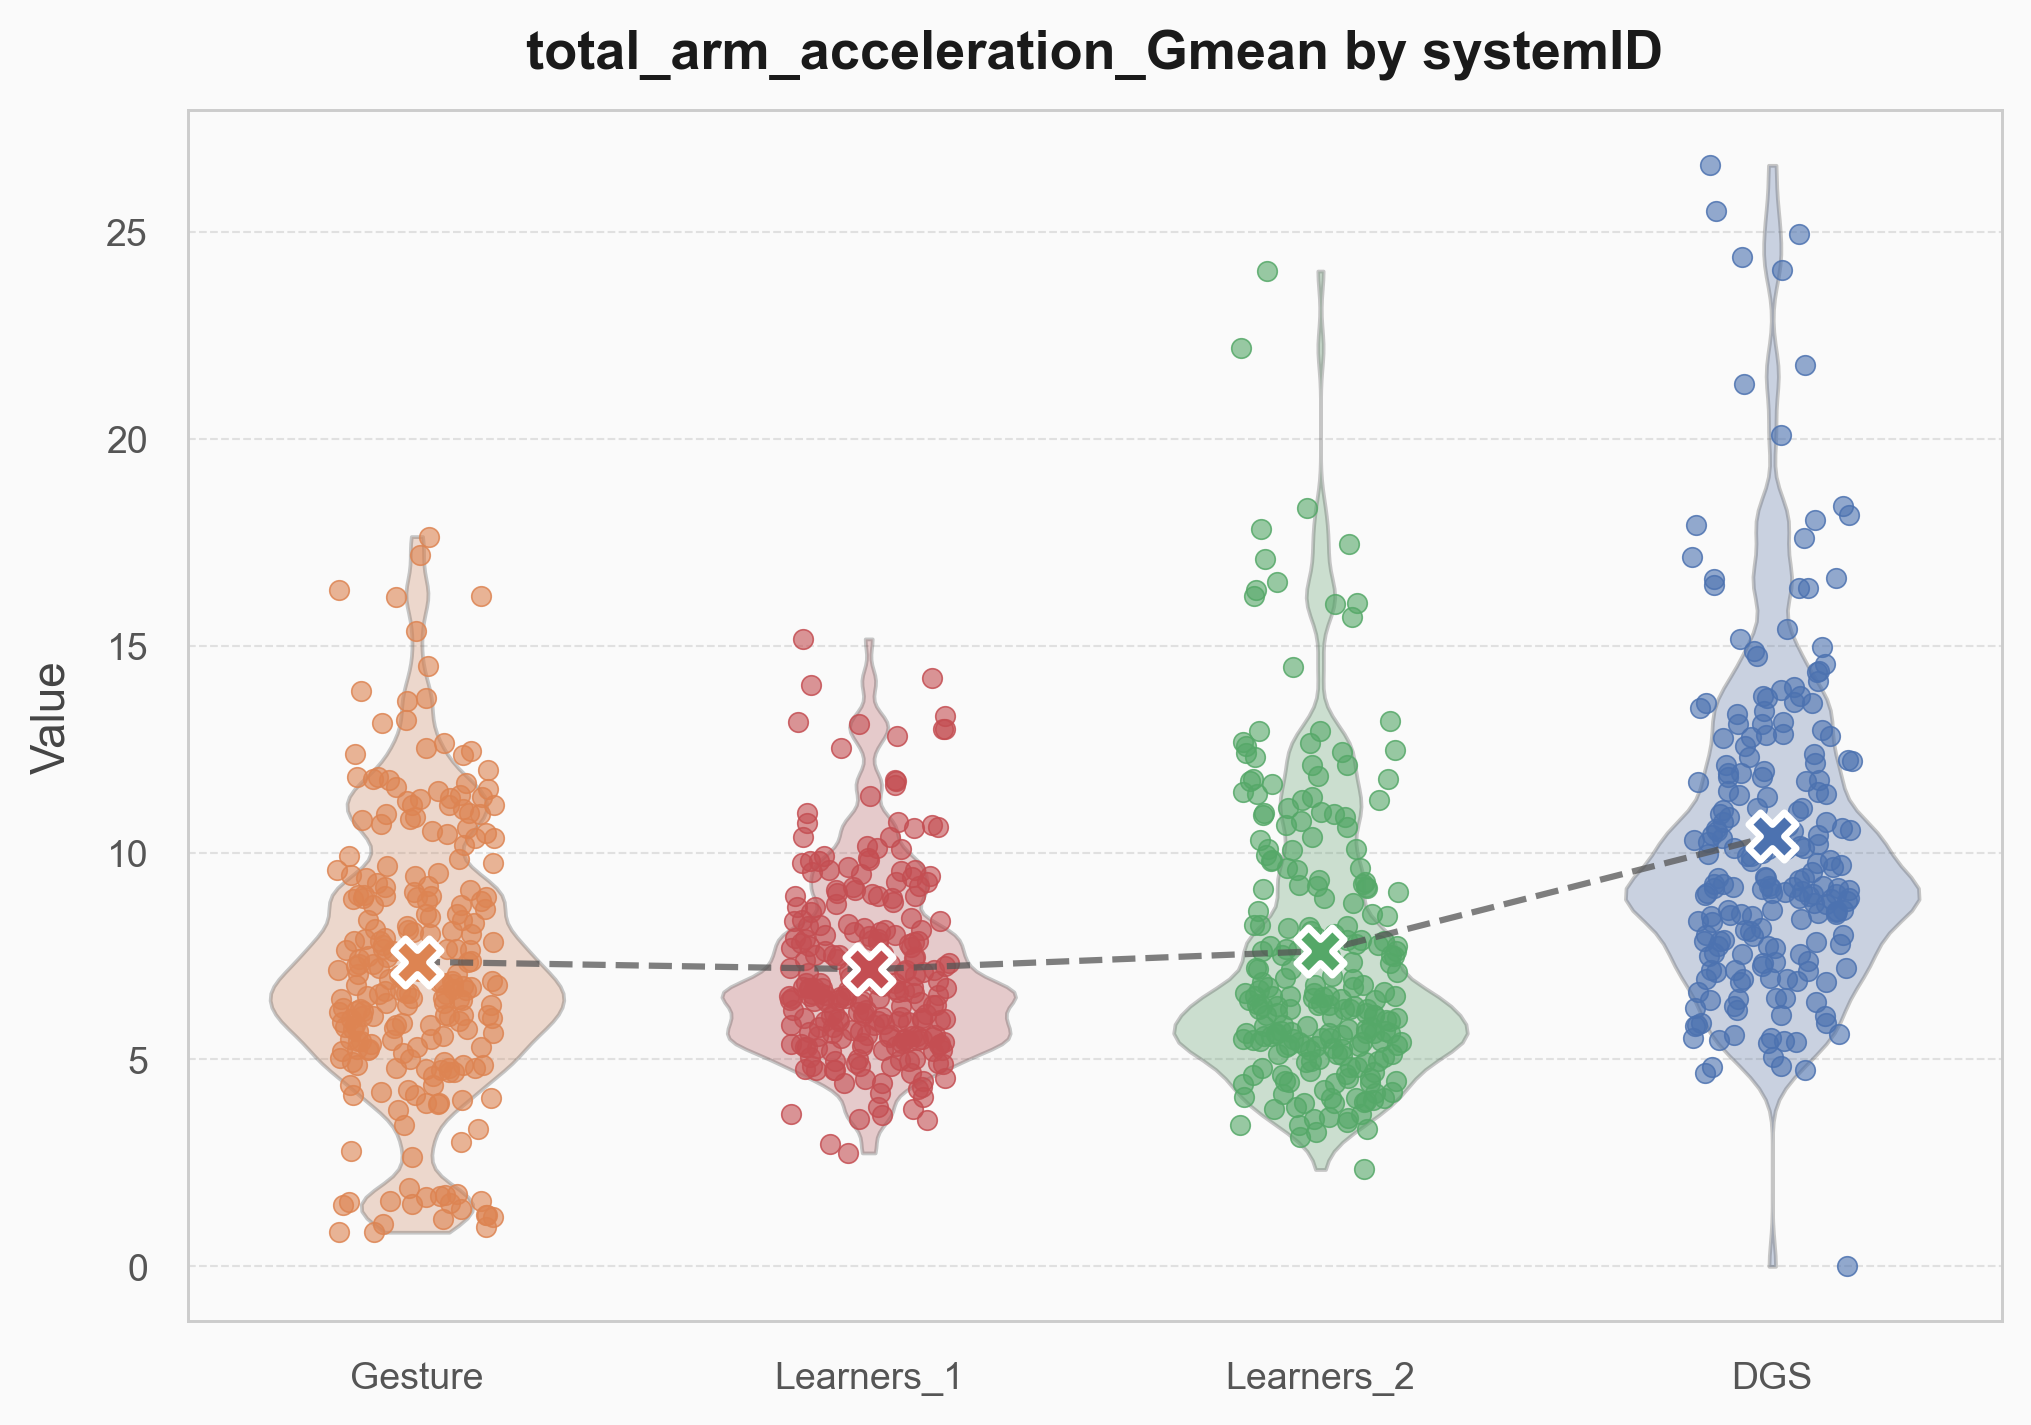 total_arm_acceleration_Gmean by systemID
Value
25
20
15
10
5
0
Gesture
Learners_1
Learners_2
DGS